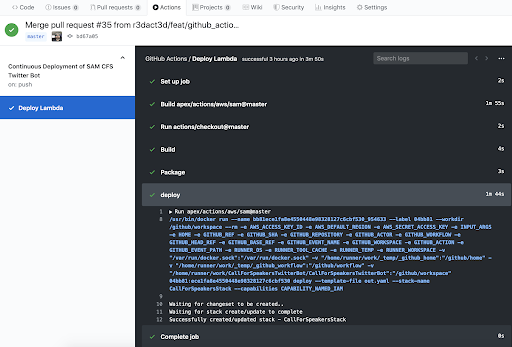 Code Issues 0 Pull requests 0 Actions Projects 0 Wiki Security Insights Settings
Merge pull request #35 from r3dact3d/feat/github_actio...
master bd67a05
Continuous Deployment of SAM CFS
Twitter Bot
on: push
Deploy Lambda
GitHub Actions / Deploy Lambda successful 3 hours ago in 3m 50s
Search logs
Set up job 2s
Build apex/actions/aws/sam@master 1m 55s
Run actions/checkout@master 2s
Build 4s
Package 3s
deploy 1m 44s
1 ▶ Run apex/actions/aws/sam@master
8 /usr/bin/docker run --name
--label 04bb81 --workdir
/github/workspace --rm -e AWS_ACCESS_KEY_ID -e AWS_DEFAULT_REGION -e AWS_SECRET_ACCESS_KEY -e INPUT_ARGS
-e HOME -e GITHUB_REF -e GITHUB_SHA -e GITHUB_REPOSITORY -e GITHUB_ACTOR -e GITHUB_WORKFLOW -e
GITHUB_HEAD_REF -e GITHUB_BASE_REF -e GITHUB_EVENT_NAME -e GITHUB_WORKSPACE -e GITHUB_ACTION -e
GITHUB_EVENT_PATH -e RUNNER_OS -e RUNNER_TOOL_CACHE -e RUNNER_TEMP -e RUNNER_WORKSPACE -v
"/var/run/docker.sock":"/var/run/docker.sock" -v "/home/runner/work/_temp/_github_home":"/github/home" -
v "/home/runner/work/_temp/_github_workflow":"/github/workflow" -v
"/home/runner/work/CallForSpeakersTwitterBot/CallForSpeakersTwitterBot":"/github/workspace"
deploy --template-file out.yaml --stack-name
CallForSpeakersStack --capabilities CAPABILITY_NAMED_IAM
9
10 Waiting for changeset to be created..
11 Waiting for stack create/update to complete
12 Successfully created/updated stack - CallForSpeakersStack
Complete job 0s